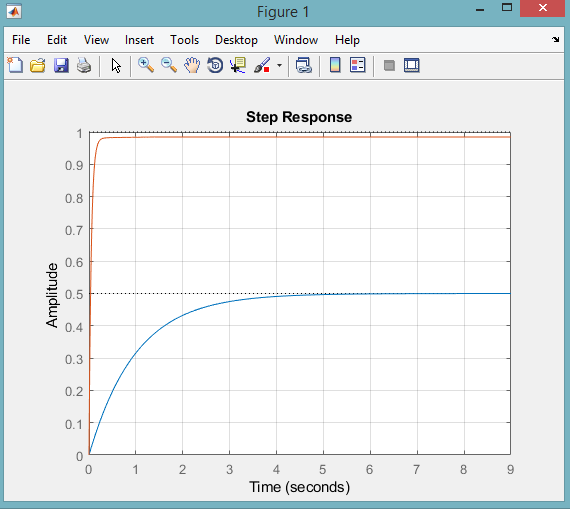 Figure 1
File Edit View Insert Tools Desktop Window Help
Step Response
1
0.9
0.8
0.7
0.6
0.5
0.4
0.3
0.2
0.1
0
Amplitude
0 1 2 3 4 5 6 7 8 9
Time (seconds)